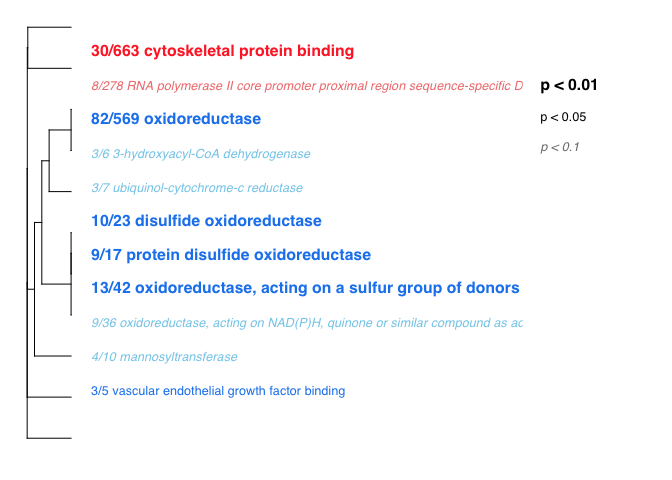 30/663 cytoskeletal protein binding
8/278 RNA polymerase II core promoter proximal region sequence-specific D
p < 0.01
82/569 oxidoreductase
p < 0.05
3/6 3-hydroxyacyl-CoA dehydrogenase
p < 0.1
3/7 ubiquinol-cytochrome-c reductase
10/23 disulfide oxidoreductase
9/17 protein disulfide oxidoreductase
13/42 oxidoreductase, acting on a sulfur group of donors
9/36 oxidoreductase, acting on NAD(P)H, quinone or similar compound as ac
4/10 mannosyltransferase
3/5 vascular endothelial growth factor binding